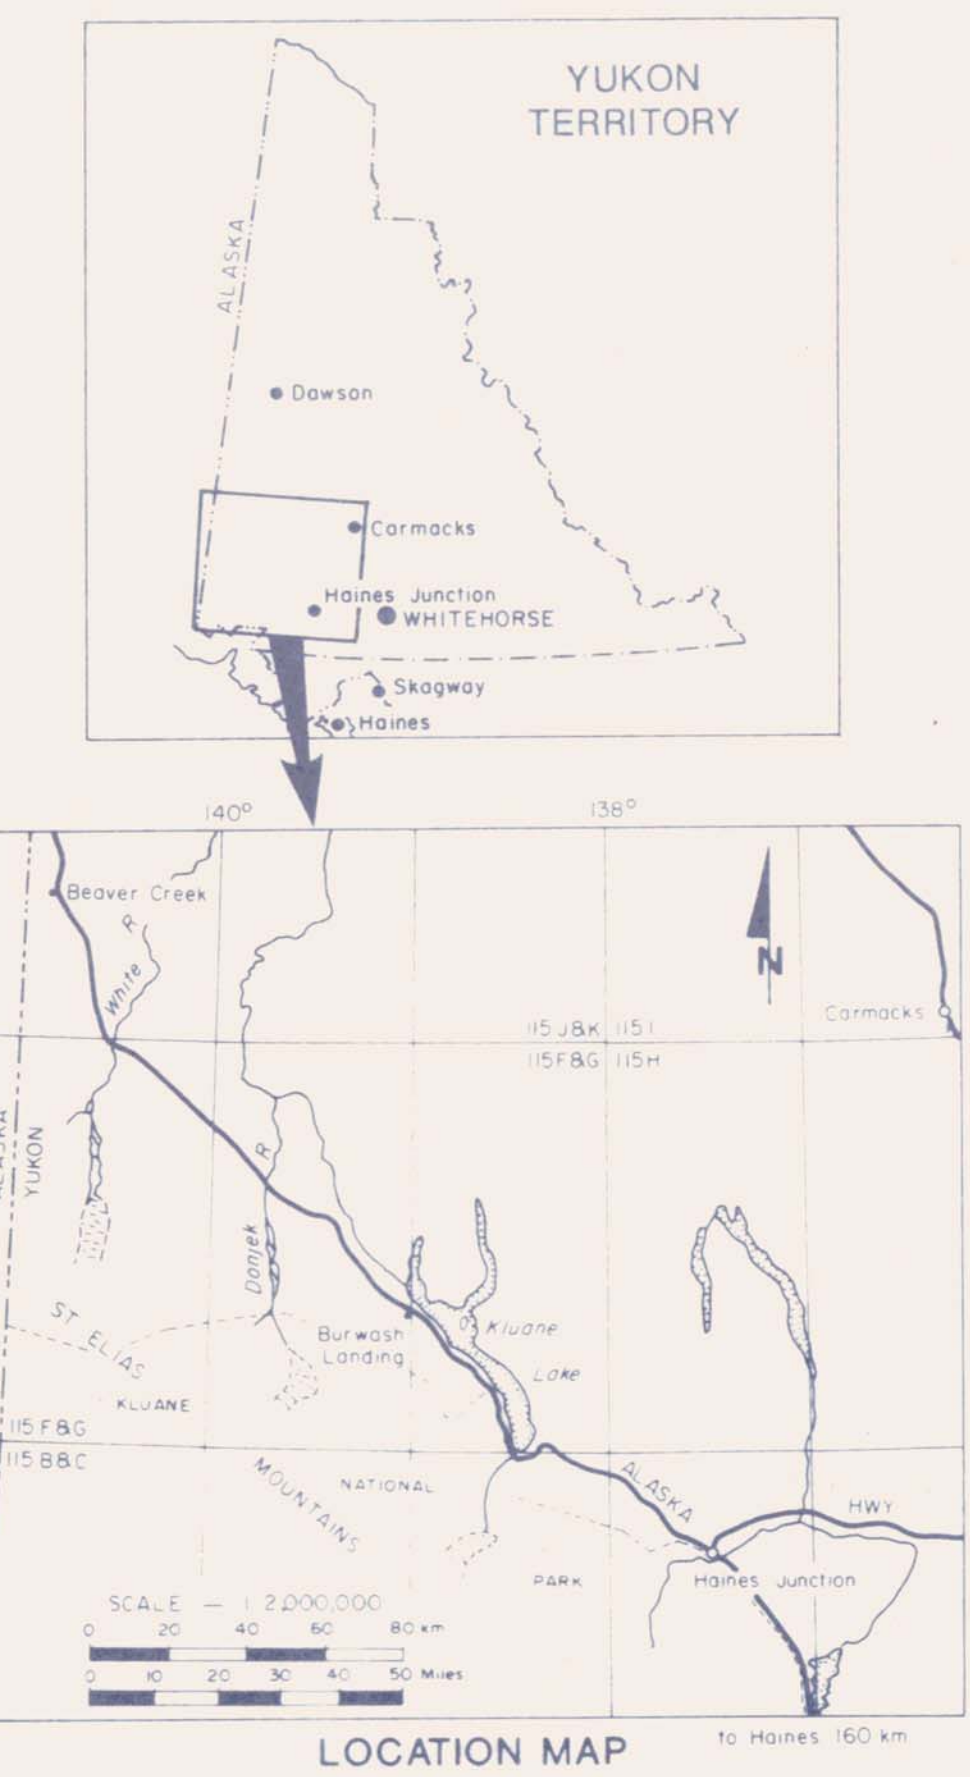 YUKON
TERRITORY
ALASKA
Dawson
Carmacks
Haines Junction
WHITEHORSE
Skagway
Haines
140° 138°
Beaver Creek
White R
N
Carmacks
115 J&K 115 I
115 F&G 115 H
YUKON
Donjek R
ST ELIAS
Burwash
Landing
Kluane
Lake
KLUANE
115 F&G
115 B&C
MOUNTAINS
NATIONAL
ALASKA
HWY
PARK
Haines Junction
SCALE – 1:2,000,000
0 20 40 60 80 km
0 10 20 30 40 50 Miles
to Haines 160 km
LOCATION MAP